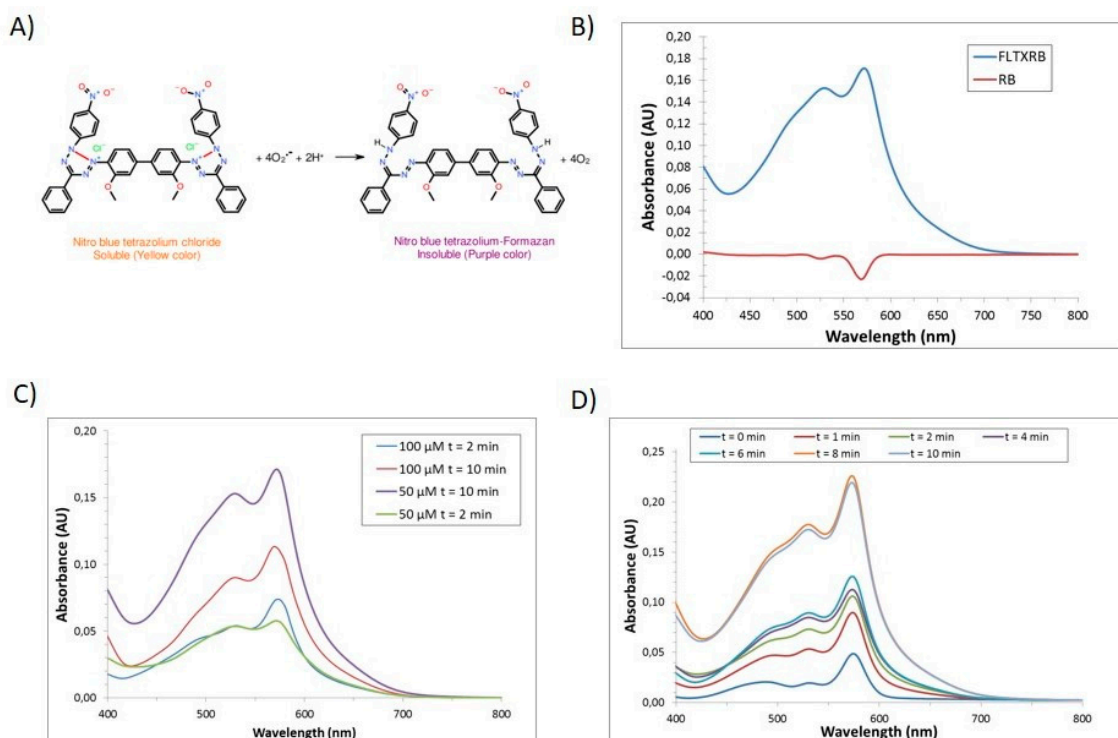 A)
O
N⁺
O⁻
⁻O
N⁺
O
O
N⁺
O⁻
⁻O
N⁺
O
Cl⁻
Cl⁻
H
N
N
H
+ 4O₂•⁻ + 2H⁺
+ 4O₂
Nitro blue tetrazolium chloride
Soluble (Yellow color)
Nitro blue tetrazolium-Formazan
Insoluble (Purple color)
B)
Absorbance (AU)
0,20
0,18
0,16
0,14
0,12
0,10
0,08
0,06
0,04
0,02
0,00
-0,02
-0,04
400 450 500 550 600 650 700 750 800
Wavelength (nm)
FLTXRB
RB
C)
Absorbance (AU)
0,20
0,15
0,10
0,05
0,00
400 500 600 700 800
Wavelength (nm)
100 µM t = 2 min
100 µM t = 10 min
50 µM t = 10 min
50 µM t = 2 min
D)
t = 0 min t = 1 min t = 2 min t = 4 min
t = 6 min t = 8 min t = 10 min
Absorbance (AU)
0,25
0,20
0,15
0,10
0,05
0,00
400 450 500 550 600 650 700 750 800
Wavelength (nm)